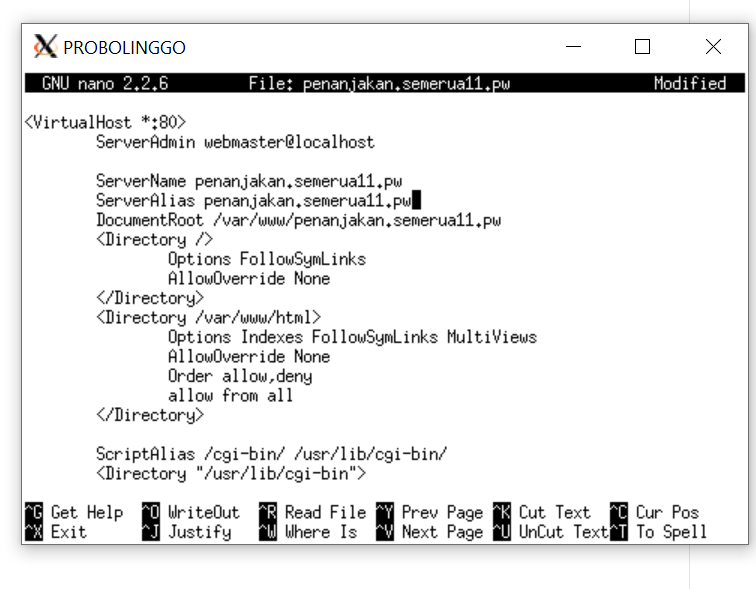 PROBOLINGGO
GNU nano 2.2.6 File: penanjakan.semerua11.pw Modified
<VirtualHost *:80>
ServerAdmin webmaster@localhost
ServerName penanjakan.semerua11.pw
ServerAlias penanjakan.semerua11.pw
DocumentRoot /var/www/penanjakan.semerua11.pw
<Directory />
Options FollowSymLinks
AllowOverride None
</Directory>
<Directory /var/www/html>
Options Indexes FollowSymLinks MultiViews
AllowOverride None
Order allow,deny
allow from all
</Directory>
ScriptAlias /cgi-bin/ /usr/lib/cgi-bin/
<Directory "/usr/lib/cgi-bin">
^G Get Help ^O WriteOut ^R Read File ^Y Prev Page ^K Cut Text ^C Cur Pos
^X Exit ^J Justify ^W Where Is ^V Next Page ^U UnCut Text ^T To Spell